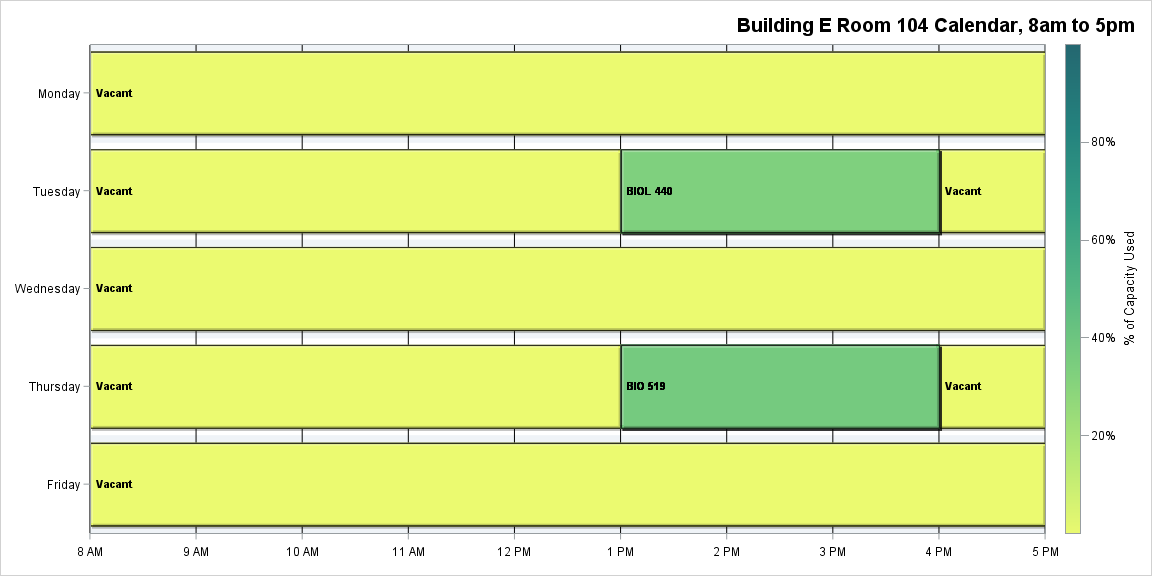 Building E Room 104 Calendar, 8am to 5pm
Monday
Vacant
Tuesday
Vacant
BIOL 440
Vacant
Wednesday
Vacant
Thursday
Vacant
BIO 519
Vacant
Friday
Vacant
8 AM
9 AM
10 AM
11 AM
12 PM
1 PM
2 PM
3 PM
4 PM
5 PM
80%
60%
40%
20%
% of Capacity Used